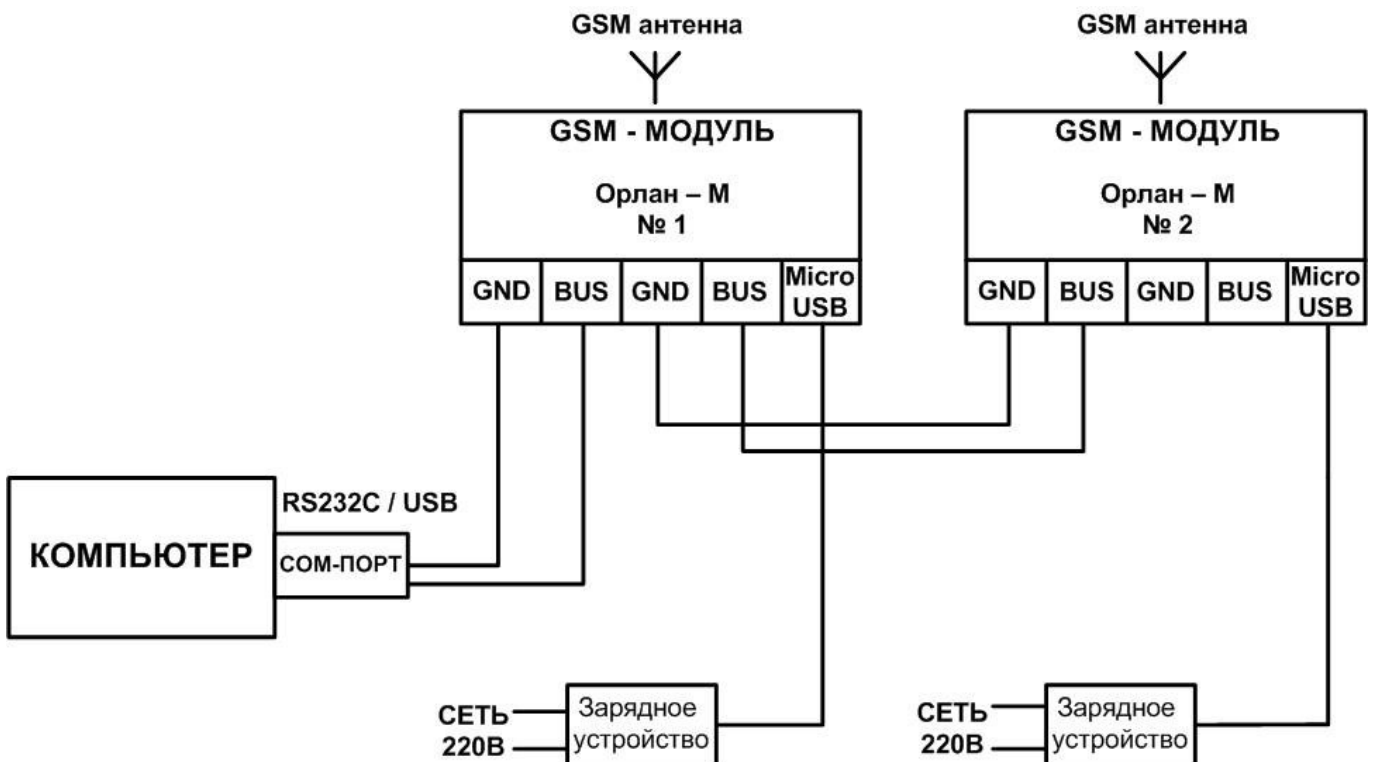 GSM антенна
GSM антенна
GSM - МОДУЛЬ
Орлан – М
№ 1
GND BUS GND BUS Micro
USB
GSM - МОДУЛЬ
Орлан – М
№ 2
GND BUS GND BUS Micro
USB
RS232C / USB
КОМПЬЮТЕР
COM-ПОРТ
СЕТЬ
220В
Зарядное
устройство
СЕТЬ
220В
Зарядное
устройство